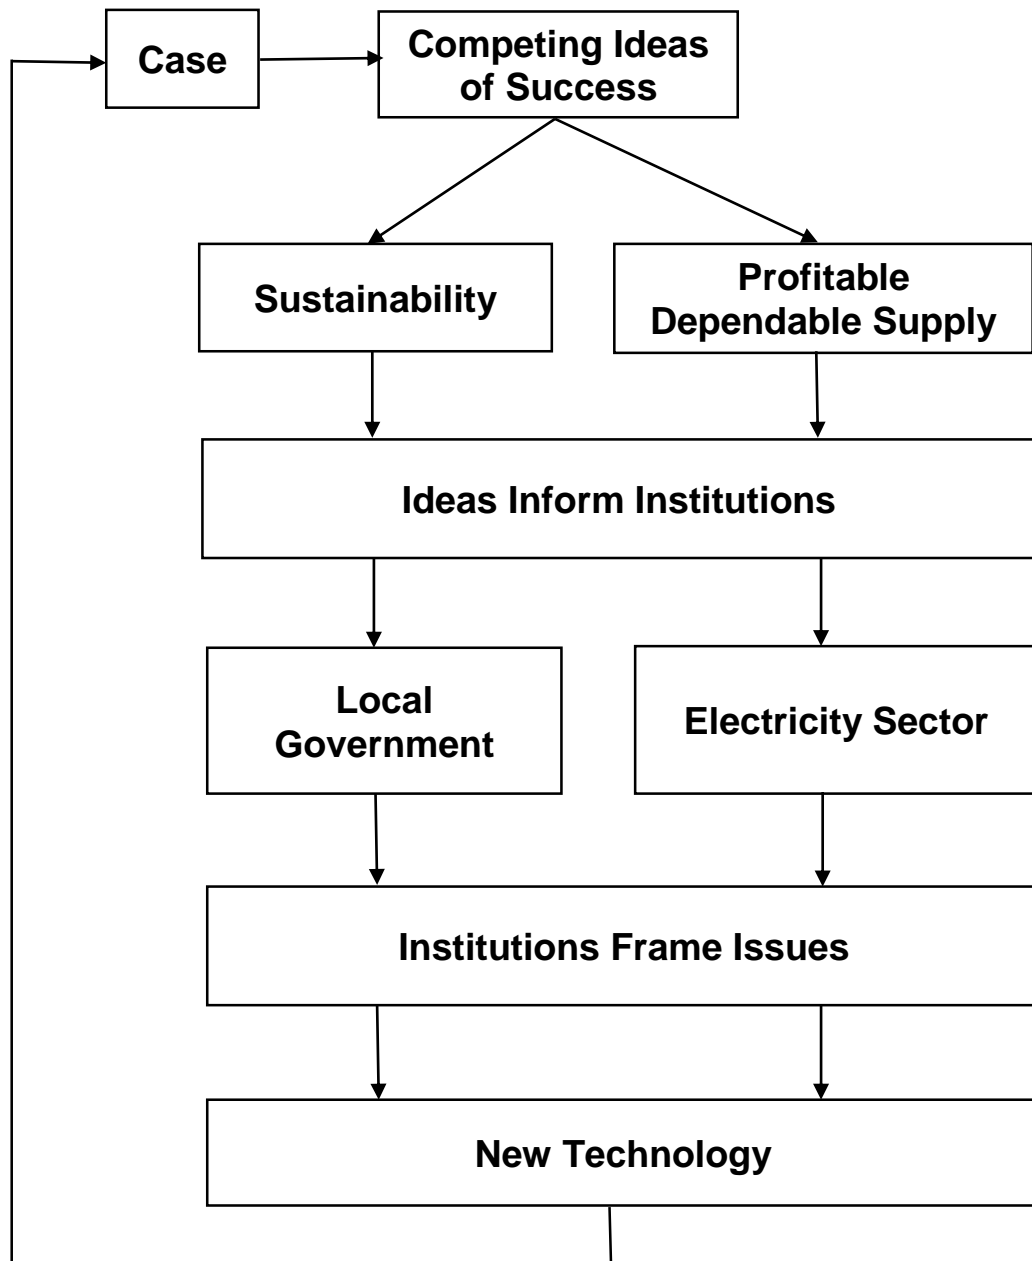 Case
Competing Ideas
of Success
Sustainability
Profitable
Dependable Supply
Ideas Inform Institutions
Local
Government
Electricity Sector
Institutions Frame Issues
New Technology